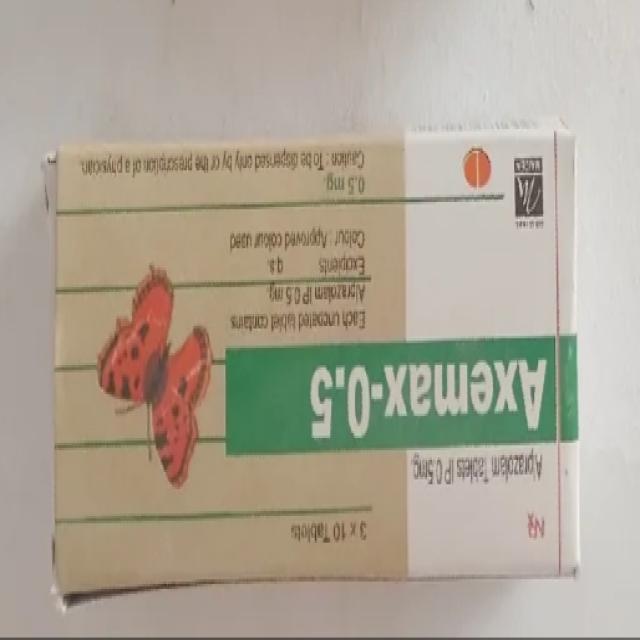 NRx
Alprazolam Tablets IP 0.5mg.
3 x 10 Tablets
Axemax-0.5
Each uncoated tablet contains
Alprazolam IP 0.5 mg.
Excipients q.s.
Colour : Approved colour used
0.5 mg.
Caution : To be dispensed only by or the prescription of a physician.